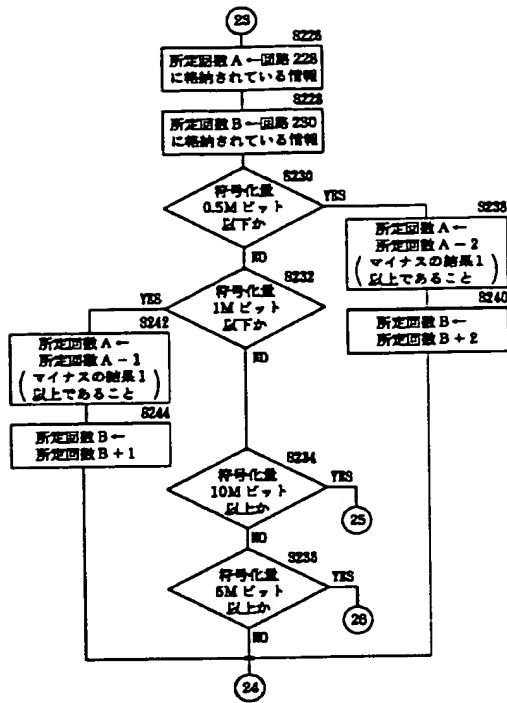 23
S226
所定回数A←回路228
に格納されている情報
S228
所定回数B←回路230
に格納されている情報
S230
符号化量
0.5Mビット
以下か
YES
NO
S238
所定回数A←
所定回数A-2
(マイナスの結果1
以上であること)
S240
所定回数B←
所定回数B+2
S232
符号化量
1Mビット
以下か
YES
NO
S242
所定回数A←
所定回数A-1
(マイナスの結果1
以上であること)
S244
所定回数B←
所定回数B+1
S234
符号化量
10Mビット
以上か
YES
25
NO
S236
符号化量
5Mビット
以上か
YES
26
NO
24